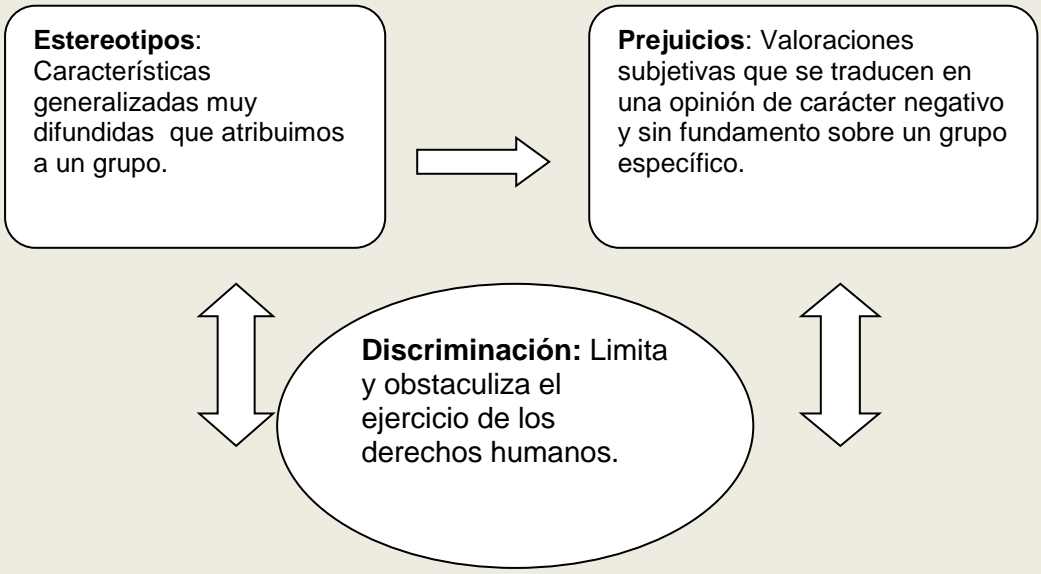 Estereotipos:
Características
generalizadas muy
difundidas que atribuimos
a un grupo.
Prejuicios: Valoraciones
subjetivas que se traducen en
una opinión de carácter negativo
y sin fundamento sobre un grupo
específico.
Discriminación: Limita
y obstaculiza el
ejercicio de los
derechos humanos.